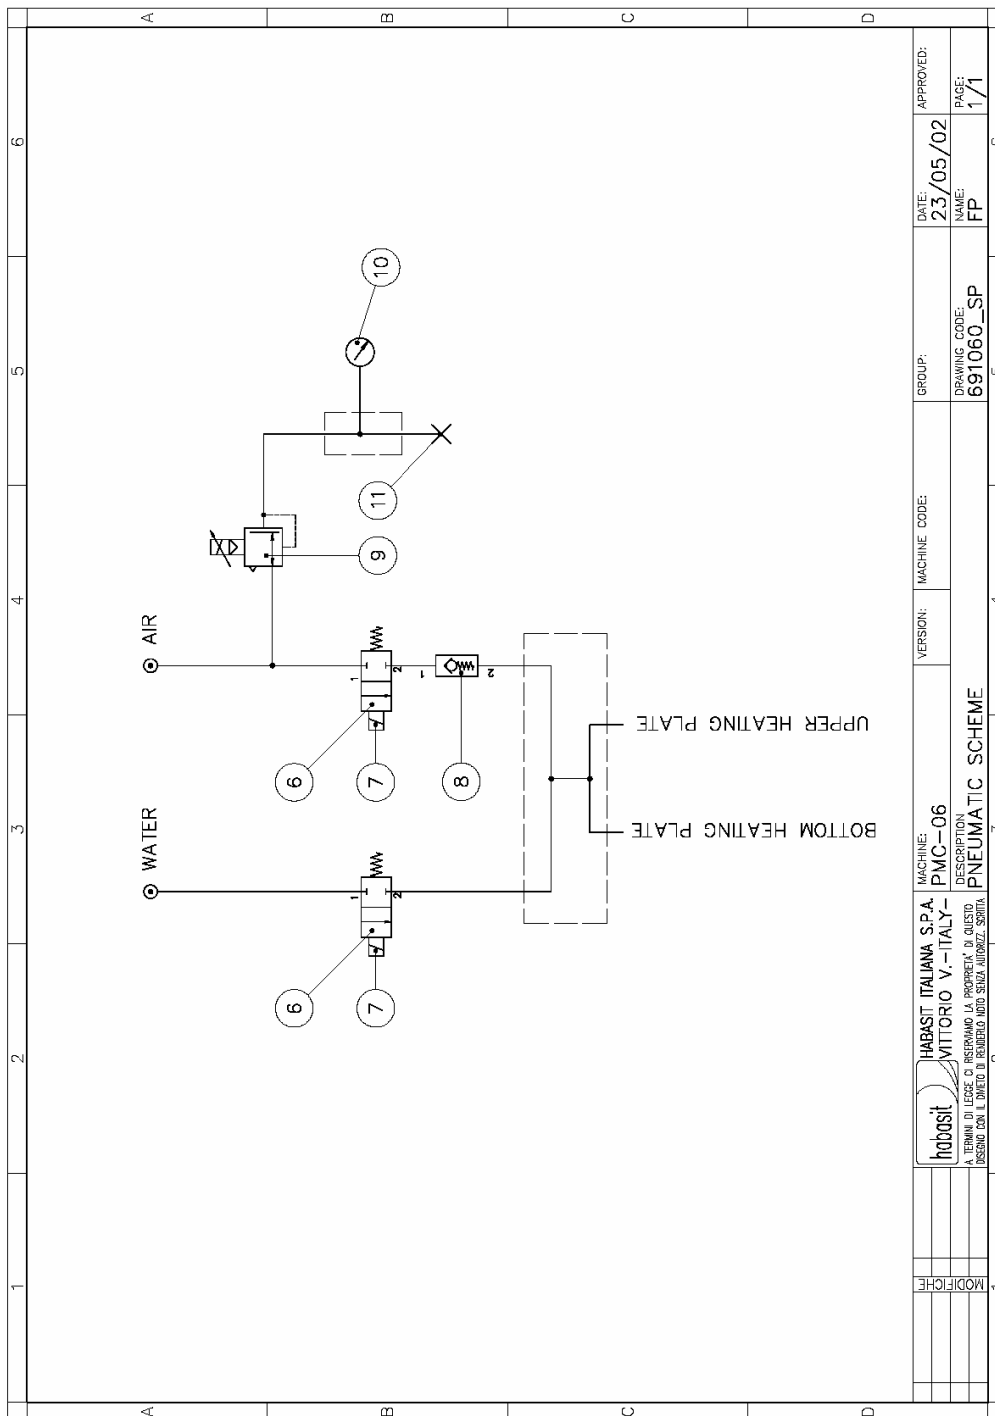 1 2 3 4 5 6
A
B
C
D
WATER
AIR
6
7
6
7
8
9
10
11
1
2
1
2
1
2
BOTTOM HEATING PLATE
UPPER HEATING PLATE
MODIFICHE
habasit
HABASIT ITALIANA S.P.A.
VITTORIO V.-ITALY-
A TERMINI DI LEGGE CI RISERVIAMO LA PROPRIETA' DI QUESTO
DISEGNO CON IL DIVIETO DI RENDERLO NOTO SENZA AUTORIZZ. SCRITTA
MACHINE:
PMC-06
VERSION:
MACHINE CODE:
GROUP:
DATE:
23/05/02
APPROVED:
DESCRIPTION
PNEUMATIC SCHEME
DRAWING CODE:
691060_SP
NAME:
FP
PAGE:
1/1
A
B
C
D